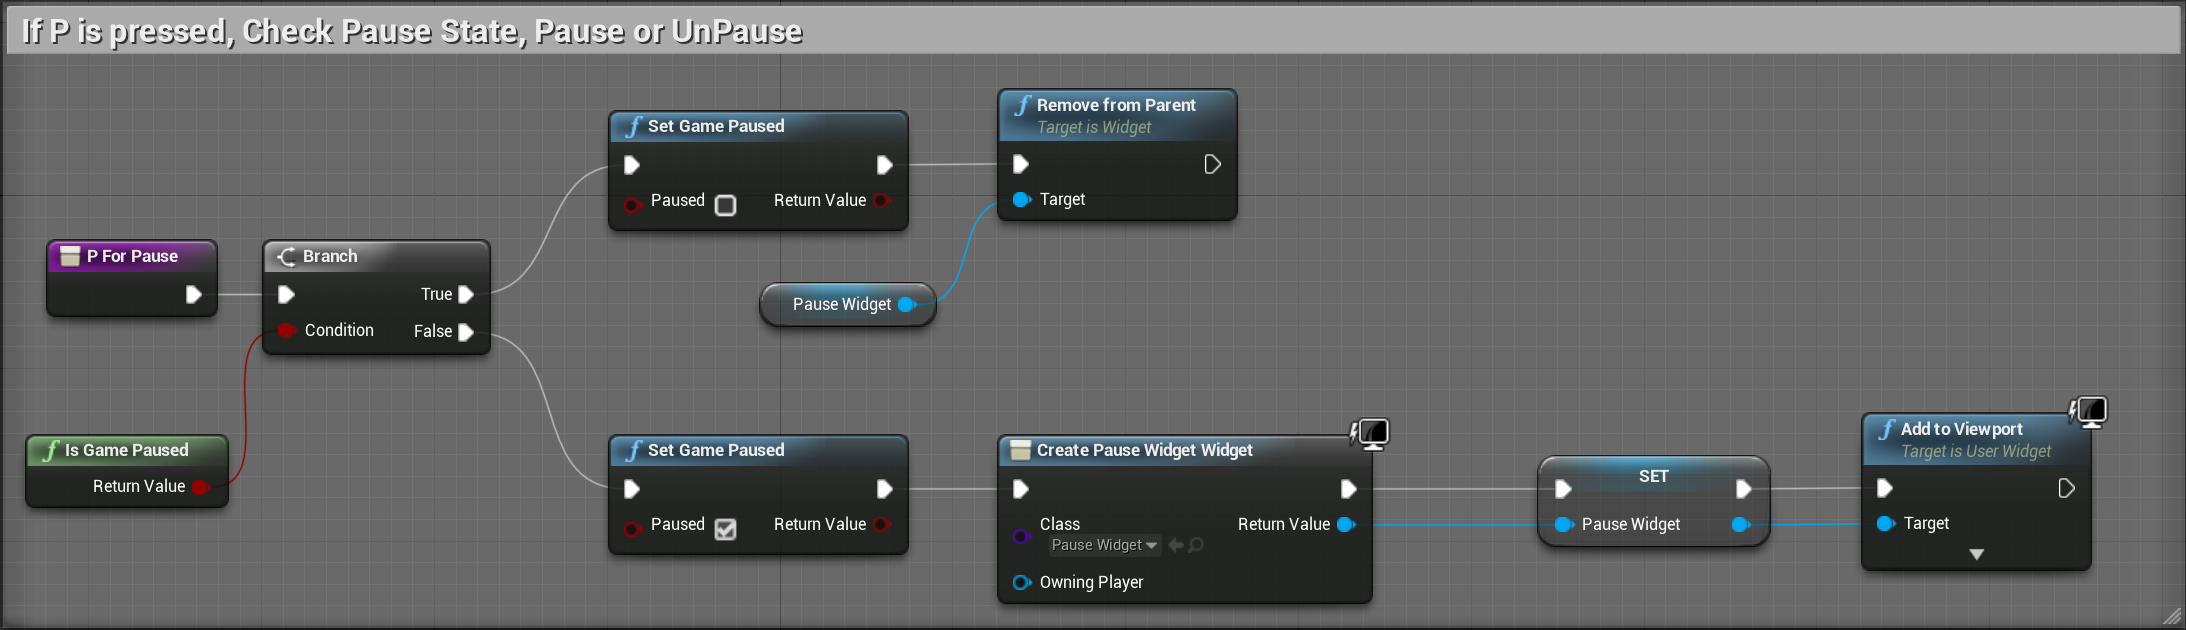 If P is pressed, Check Pause State, Pause or UnPause
Set Game Paused
Paused
Return Value
Remove from Parent
Target is Widget
Target
P For Pause
Branch
True
Condition
False
Pause Widget
Is Game Paused
Return Value
Set Game Paused
Paused
Return Value
Create Pause Widget Widget
Class
Return Value
Pause Widget
Owning Player
SET
Pause Widget
Add to Viewport
Target is User Widget
Target